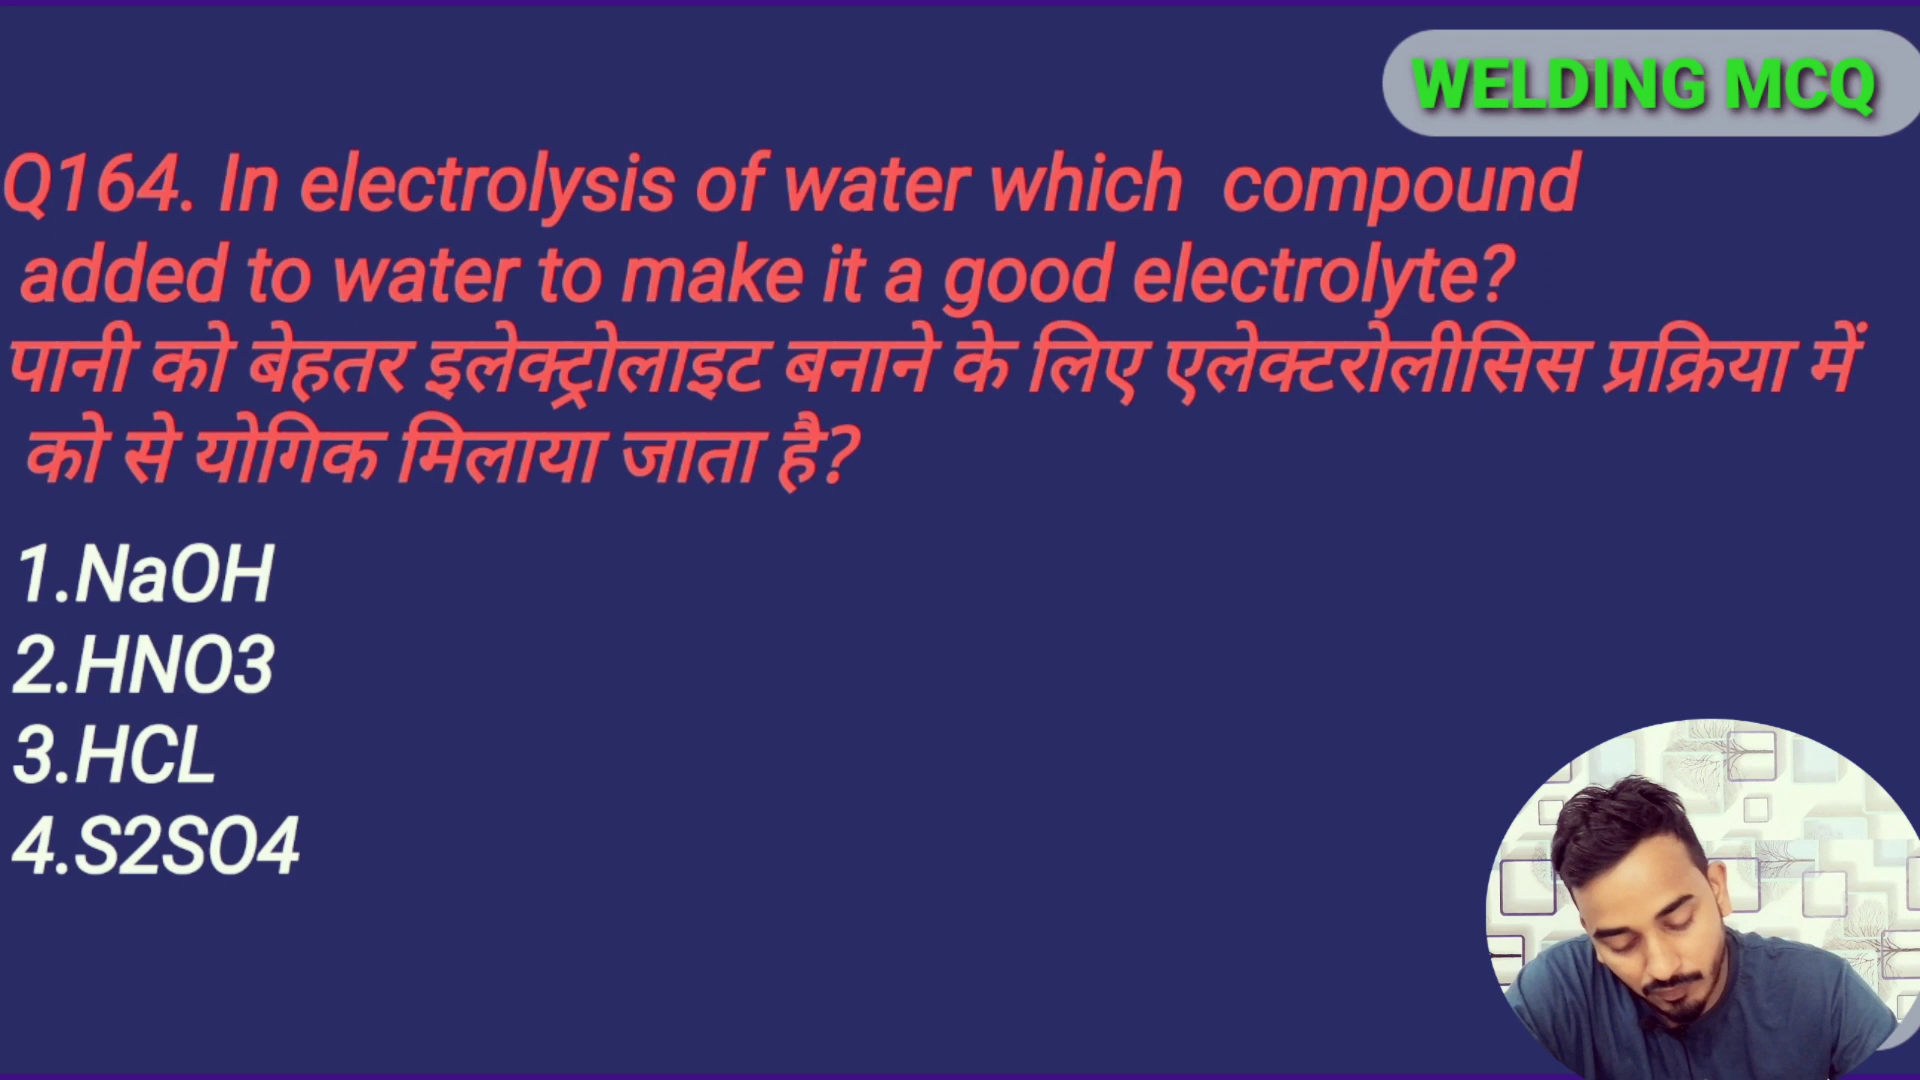 WELDING MCQ
Q164. In electrolysis of water which compound
added to water to make it a good electrolyte?
पानी को बेहतर इलेक्ट्रोलाइट बनाने के लिए एलेक्टरोलीसिस प्रक्रिया में
को से योगिक मिलाया जाता है?
1.NaOH
2.HNO3
3.HCL
4.S2SO4